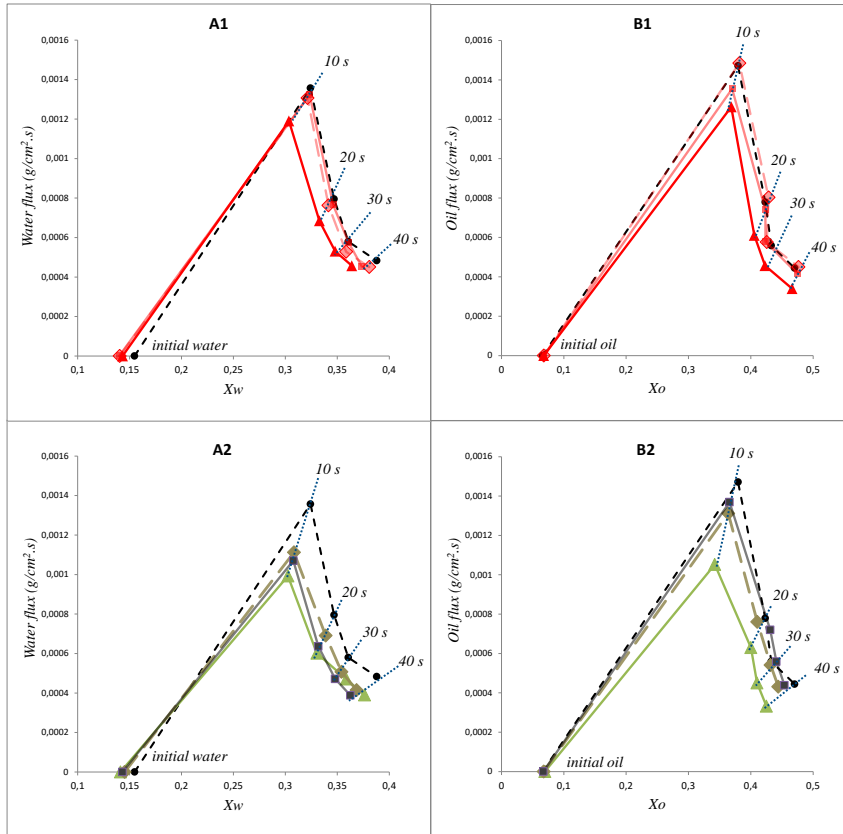 A1
0,0016
0,0014
0,0012
0,001
0,0008
0,0006
0,0004
0,0002
0
Water flux (g/cm².s)
10 s
20 s
30 s
40 s
initial water
0,1
0,15
0,2
0,25
0,3
0,35
0,4
Xw
B1
0,0016
0,0014
0,0012
0,001
0,0008
0,0006
0,0004
0,0002
0
Oil flux (g/cm².s)
10 s
20 s
30 s
40 s
initial oil
0
0,1
0,2
0,3
0,4
0,5
Xo
A2
0,0016
0,0014
0,0012
0,001
0,0008
0,0006
0,0004
0,0002
0
Water flux (g/cm².s)
10 s
20 s
30 s
40 s
initial water
0,1
0,15
0,2
0,25
0,3
0,35
0,4
Xw
B2
0,0016
0,0014
0,0012
0,001
0,0008
0,0006
0,0004
0,0002
0
Oil flux (g/cm².s)
10 s
20 s
30 s
40 s
initial oil
0
0,1
0,2
0,3
0,4
0,5
Xo